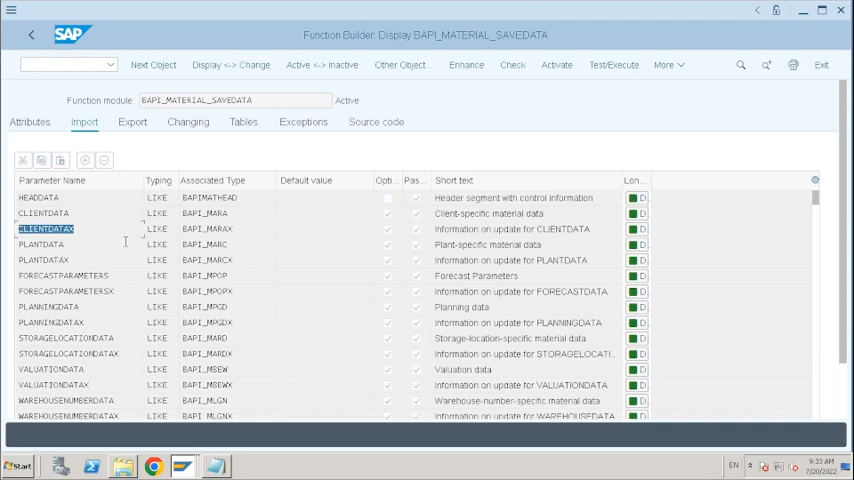 SAP
Function Builder: Display BAPI_MATERIAL_SAVEDATA
Next Object Display <-> Change Active <-> Inactive Other Object... Enhance Check Activate Test/Execute More Exit
Function module: BAPI_MATERIAL_SAVEDATA Active
Attributes Import Export Changing Tables Exceptions Source code
Parameter Name Typing Associated Type Default value Opti... Pas... Short text Lon...
HEADDATA LIKE BAPIMATHEAD Header segment with control information D
CLIENTDATA LIKE BAPI_MARA Client-specific material data D
CLIENTDATAX LIKE BAPI_MARAX Information on update for CLIENTDATA D
PLANTDATA LIKE BAPI_MARC Plant-specific material data D
PLANTDATAX LIKE BAPI_MARCX Information on update for PLANTDATA D
FORECASTPARAMETERS LIKE BAPI_MPOP Forecast Parameters D
FORECASTPARAMETERSX LIKE BAPI_MPOPX Information on update for FORECASTDATA D
PLANNINGDATA LIKE BAPI_MPGD Planning data D
PLANNINGDATAX LIKE BAPI_MPGDX Information on update for PLANNINGDATA D
STORAGELOCATIONDATA LIKE BAPI_MARD Storage-location-specific material data D
STORAGELOCATIONDATAX LIKE BAPI_MARDX Information on update for STORAGELOCATI... D
VALUATIONDATA LIKE BAPI_MBEW Valuation data D
VALUATIONDATAX LIKE BAPI_MBEWX Information on update for VALUATIONDATA D
WAREHOUSENUMBERDATA LIKE BAPI_MLGN Warehouse-number-specific material data D
WAREHOUSENUMBERDATAX LIKE BAPI_MLGNX Information on update for WAREHOUSEDATA D
Start EN 9:33 AM
7/20/2022